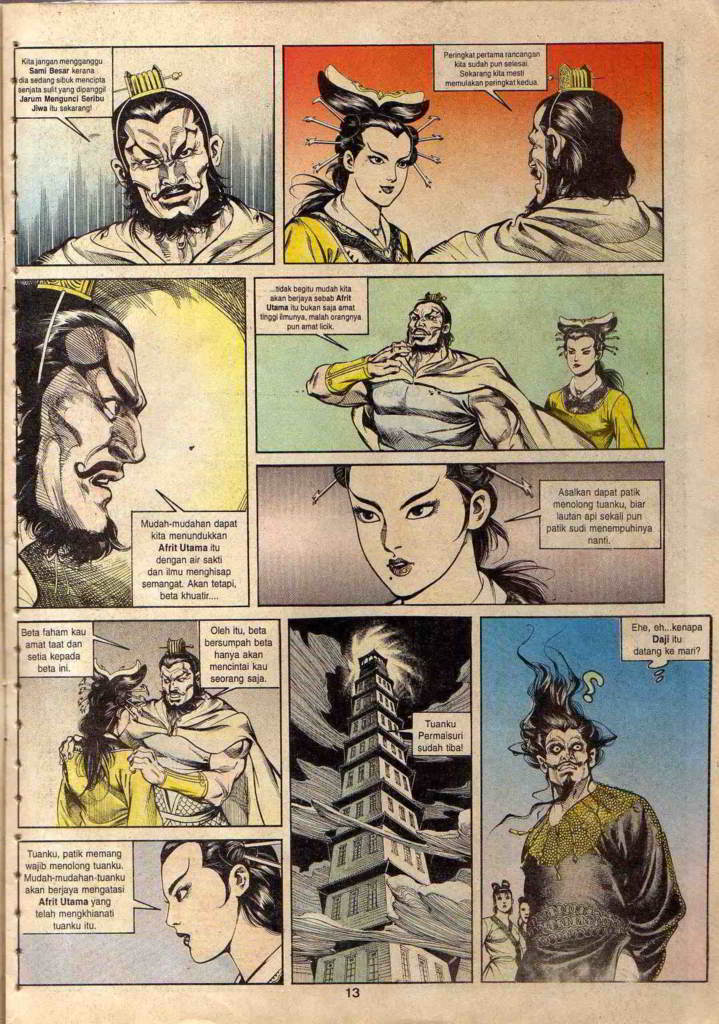 Kita jangan mengganggu
Sami Besar kerana
dia sedang sibuk mencipta
senjata sulit yang dipanggil
Jarum Mengunci Seribu
Jiwa itu sekarang!
Peringkat pertama rancangan
kita sudah pun selesai.
Sekarang kita mesti
memulakan peringkat kedua.
...tidak begitu mudah kita
akan berjaya sebab Afrit
Utama itu bukan saja amat
tinggi ilmunya, malah orangnya
pun amat licik.
Mudah-mudahan dapat
kita menundukkan
Afrit Utama itu
dengan air sakti
dan ilmu menghisap
semangat. Akan tetapi,
beta khuatir....
Asalkan dapat patik
menolong tuanku, biar
lautan api sekali pun
patik sudi menempuhinya
nanti.
Beta faham kau
amat taat dan
setia kepada
beta ini.
Oleh itu, beta
bersumpah beta
hanya akan
mencintai kau
seorang saja.
Tuanku, patik memang
wajib menolong tuanku.
Mudah-mudahan-tuanku
akan berjaya mengatasi
Afrit Utama yang
telah mengkhianati
tuanku itu.
Tuanku
Permaisuri
sudah tiba!
Ehe, eh...kenapa
Daji itu
datang ke mari?
?
13